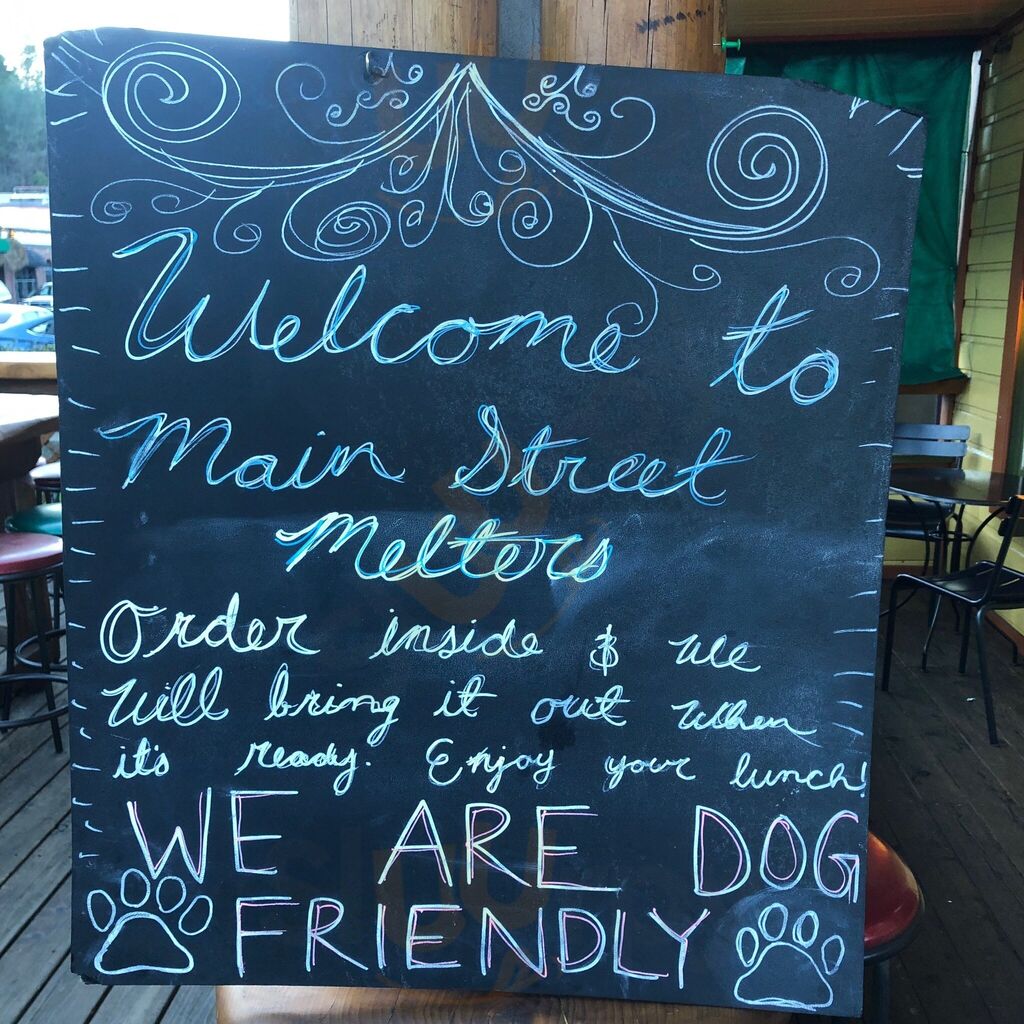 Welcome to
Main Street
Melters
Order inside & we
will bring it out when
it's ready. Enjoy your lunch!
WE ARE DOG
FRIENDLY